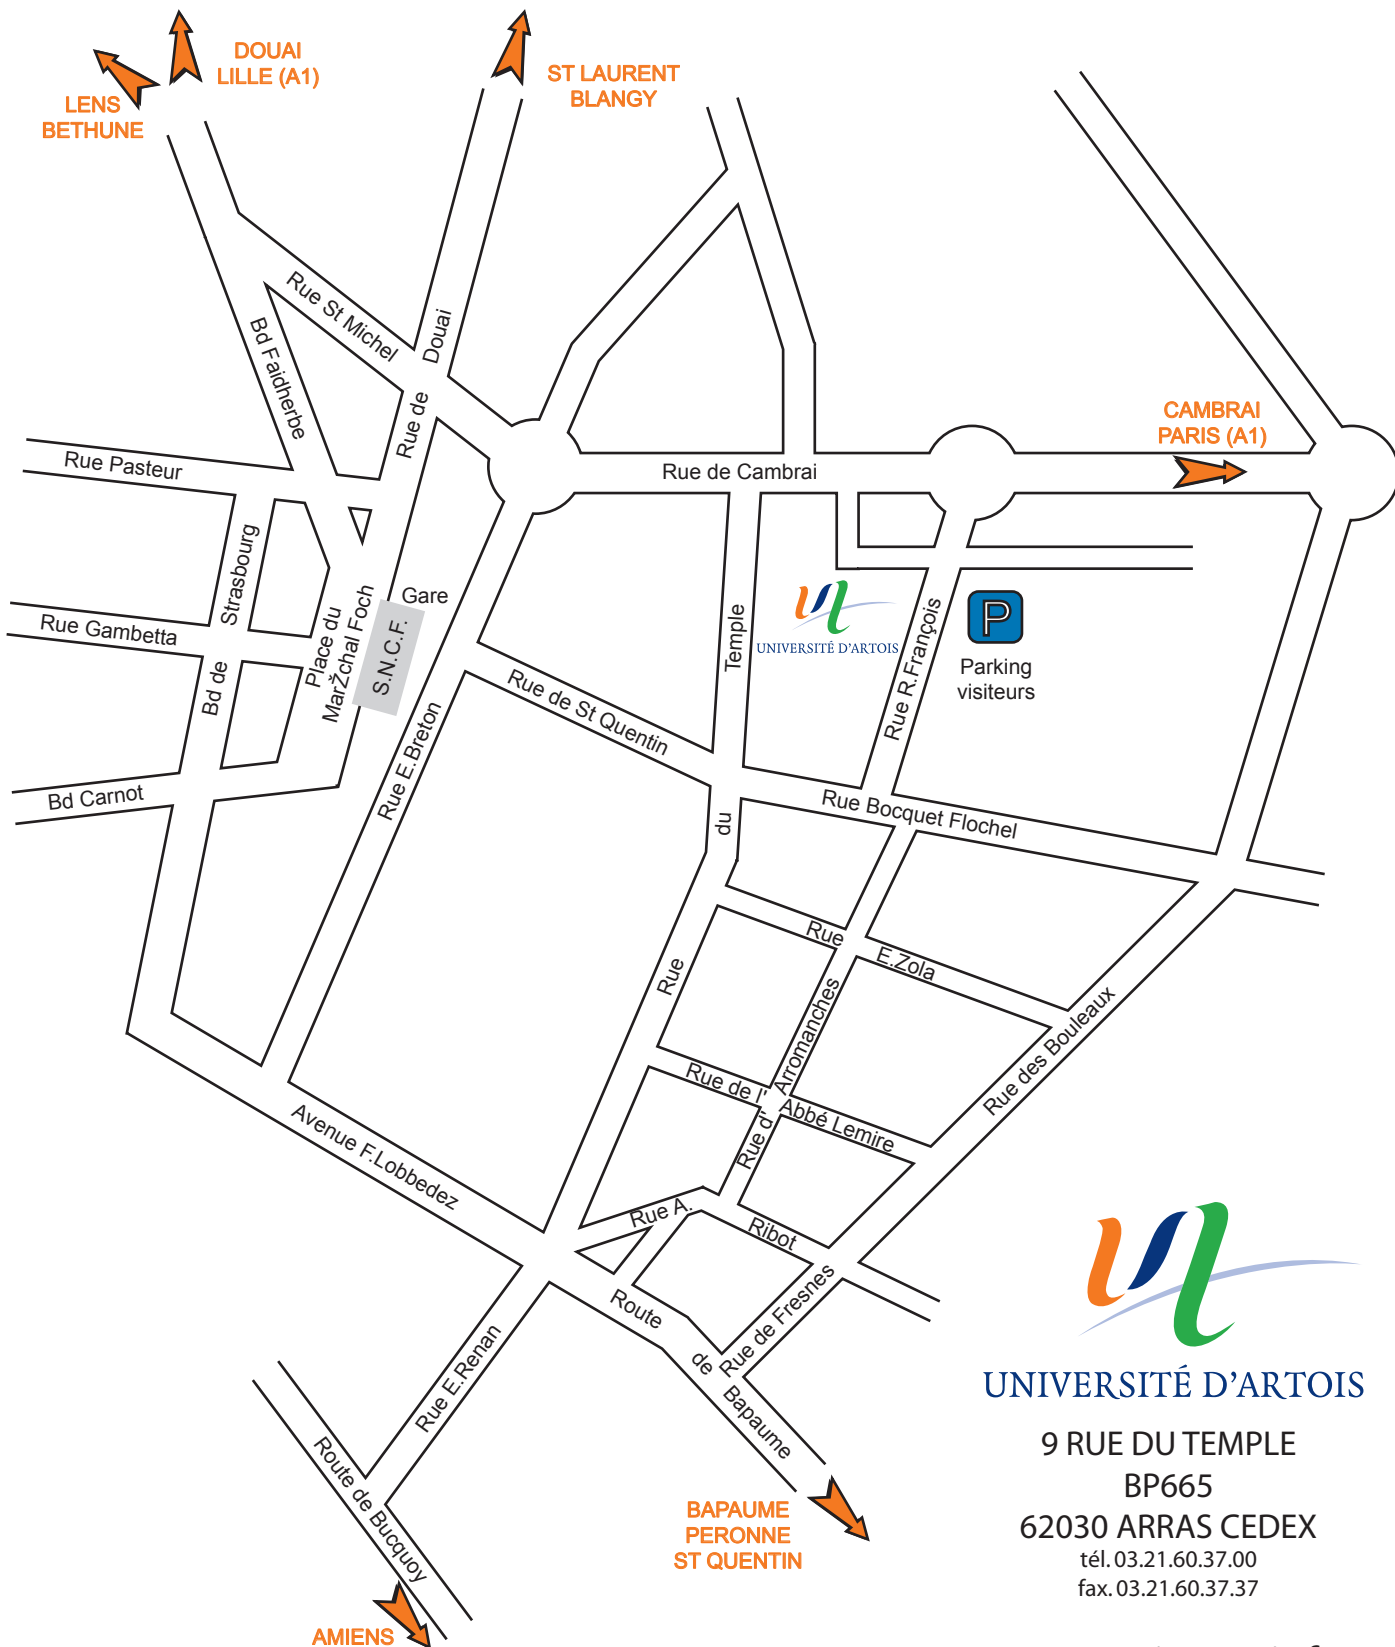 DOUAI
LILLE (A1)
LENS
BETHUNE
ST LAURENT
BLANGY
Rue St Michel
Bd Faidherbe
Rue de Douai
CAMBRAI
PARIS (A1)
Rue Pasteur
Rue de Cambrai
Bd de Strasbourg
Rue Gambetta
Place du
MarŽchal Foch
Gare
S.N.C.F.
UNIVERSITÉ D'ARTOIS
P
Parking
visiteurs
Rue R.François
Rue du Temple
Rue de St Quentin
Rue E.Breton
Bd Carnot
Rue Bocquet Flochel
Rue E.Zola
Rue d'Arromanches
Rue des Bouleaux
Rue de l'Abbé Lemire
Avenue F.Lobbedez
Rue A. Ribot
Rue de Fresnes
Route de Bapaume
Rue E.Renan
Route de Bucquoy
BAPAUME
PERONNE
ST QUENTIN
AMIENS
UNIVERSITÉ D'ARTOIS
9 RUE DU TEMPLE
BP665
62030 ARRAS CEDEX
tél. 03.21.60.37.00
fax. 03.21.60.37.37